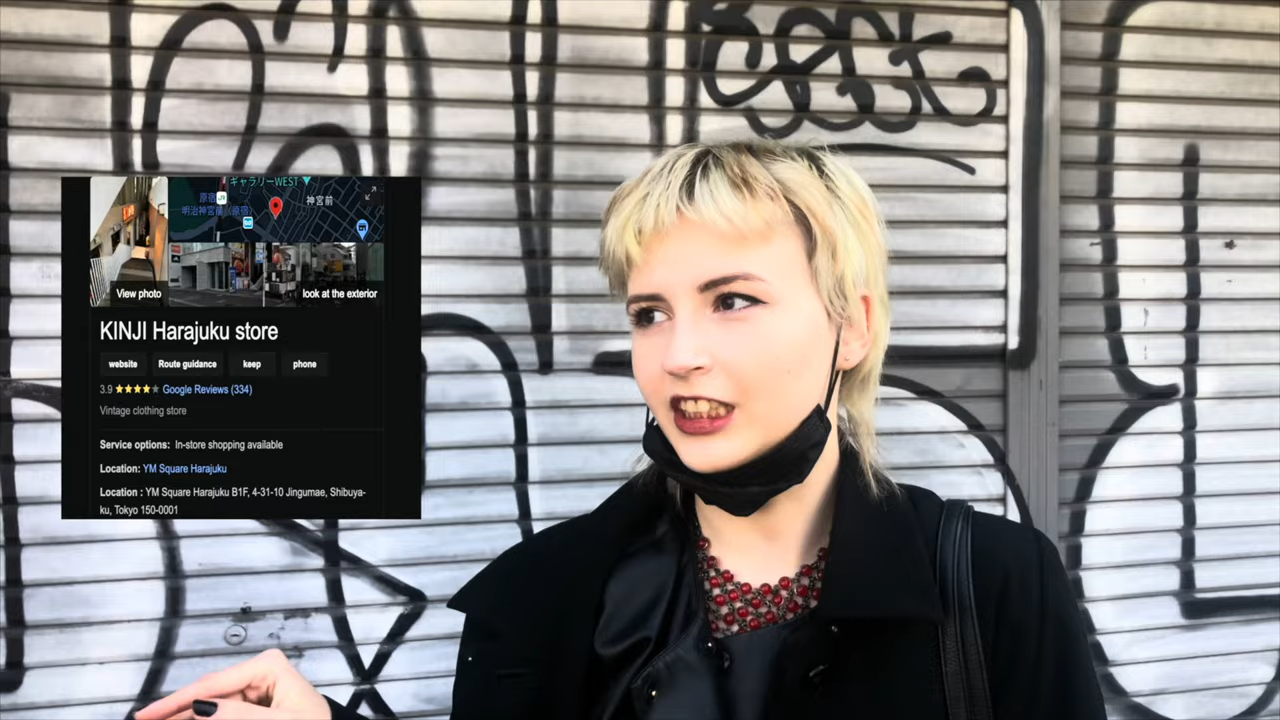 ギャラリーWEST
原宿
明治神宮前〈原宿〉
神宮前
View photo
look at the exterior
KINJI Harajuku store
website Route guidance keep phone
3.9 Google Reviews (334)
Vintage clothing store
Service options: In-store shopping available
Location: YM Square Harajuku
Location : YM Square Harajuku B1F, 4-31-10 Jingumae, Shibuya-
ku, Tokyo 150-0001